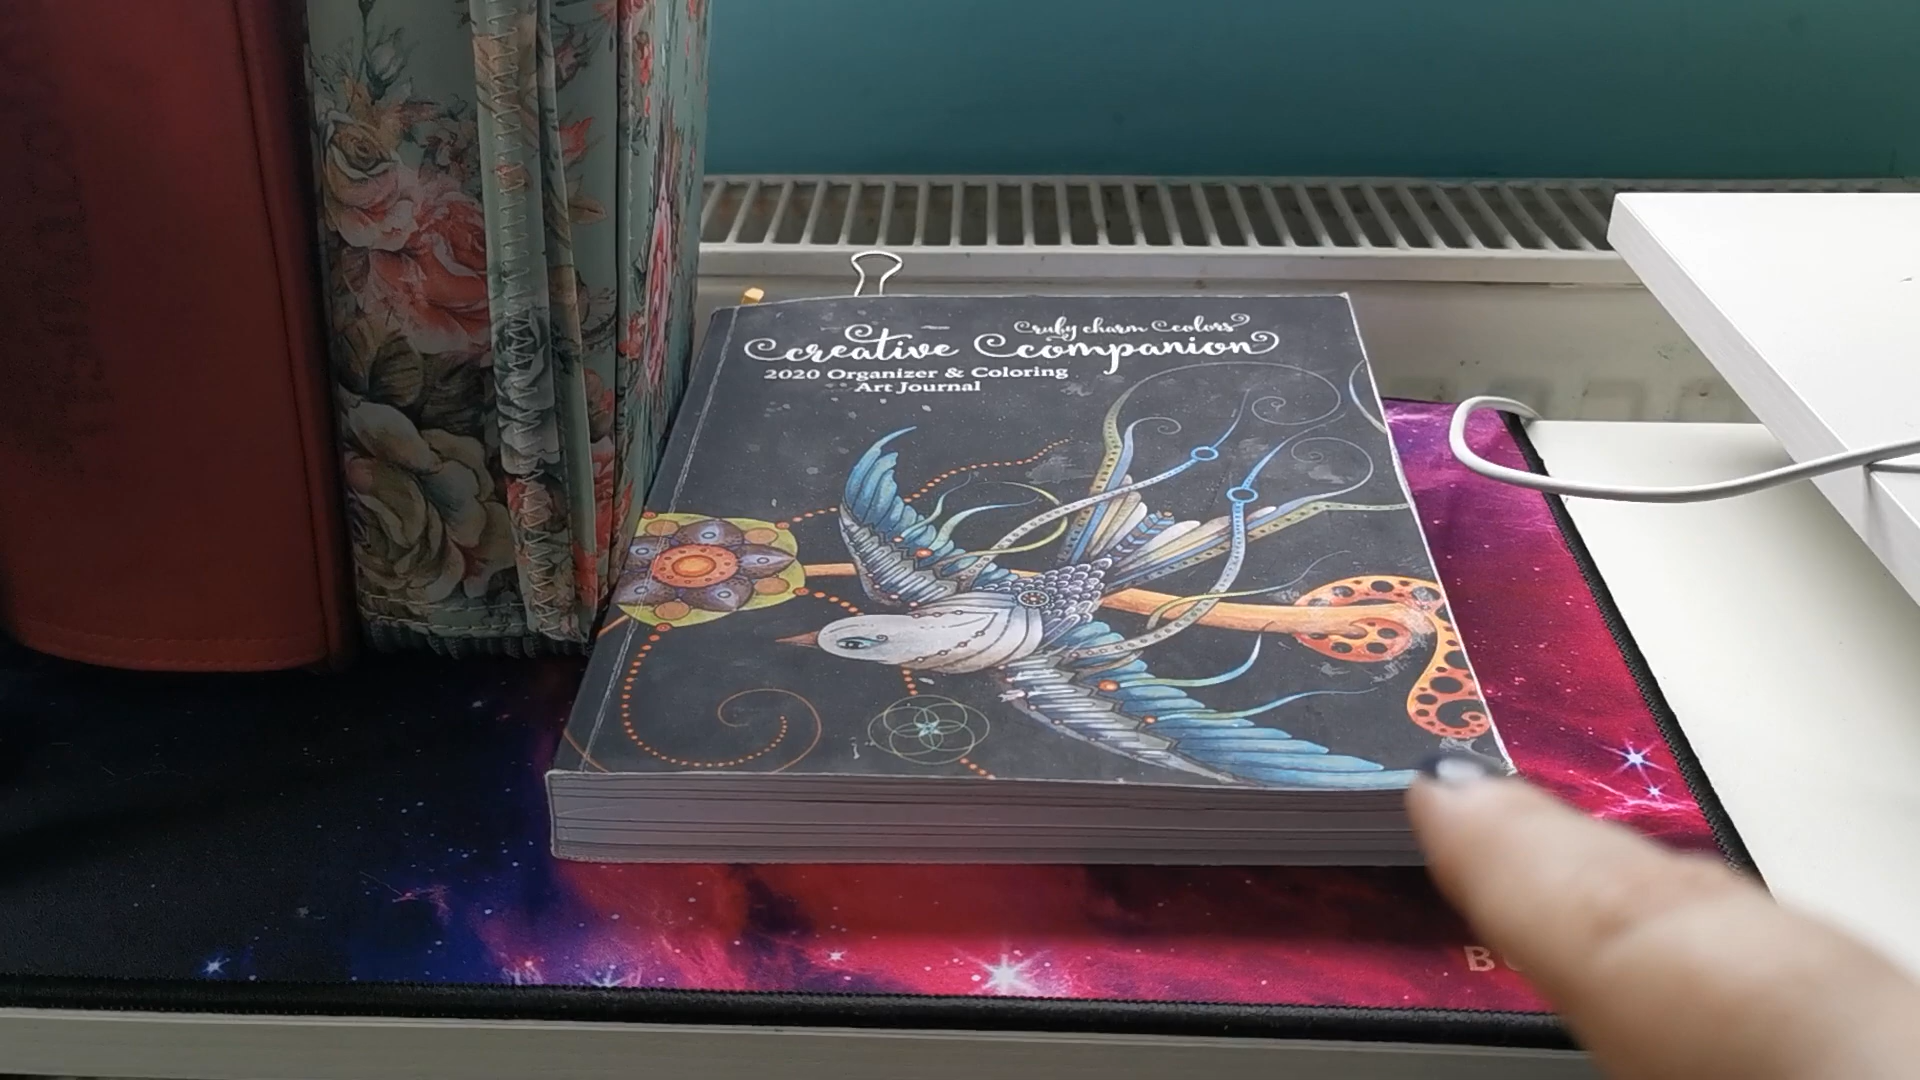 ruby charm colors
creative companion
2020 Organizer & Coloring
Art Journal